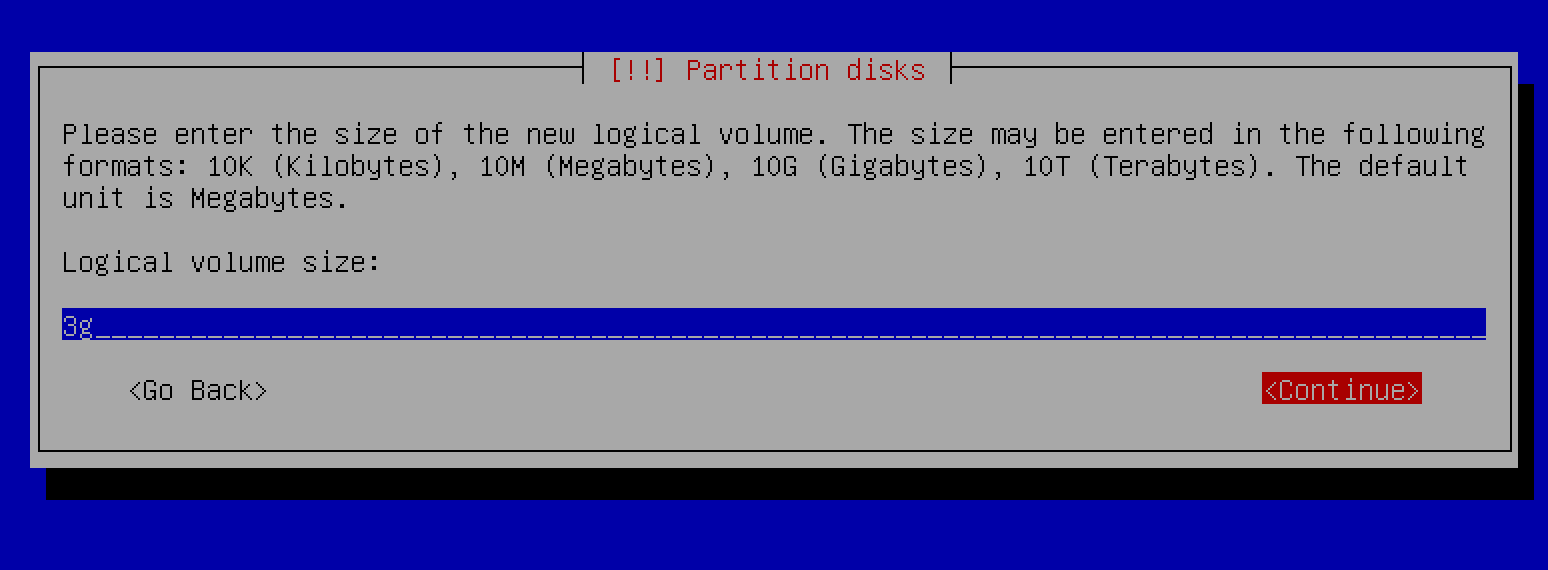 [!!] Partition disks
Please enter the size of the new logical volume. The size may be entered in the following
formats: 10K (Kilobytes), 10M (Megabytes), 10G (Gigabytes), 10T (Terabytes). The default
unit is Megabytes.
Logical volume size:
3g
<Go Back> <Continue>